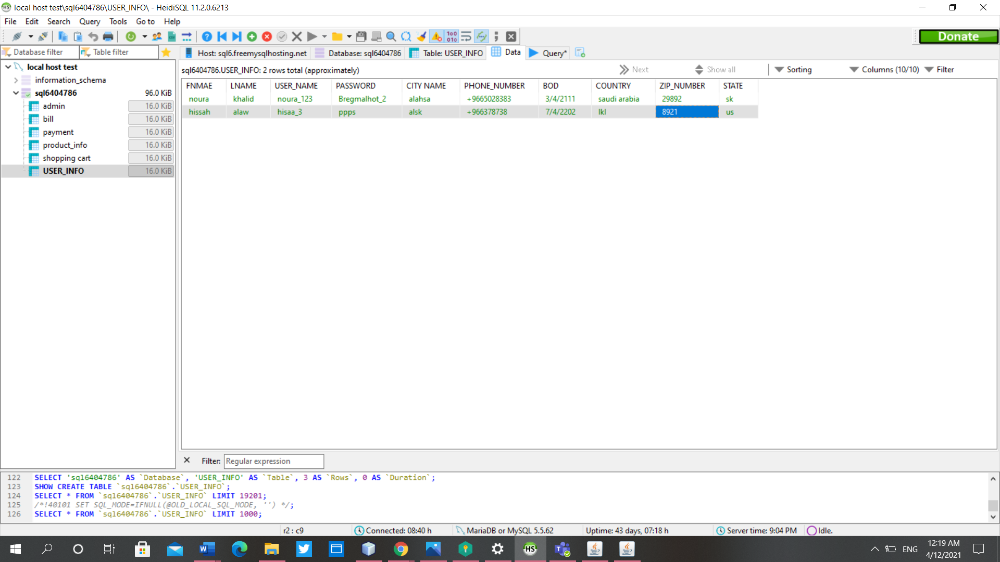 local host test\sql6404786\USER_INFO\ - HeidiSQL 11.2.0.6213
File Edit Search Query Tools Go to Help
Donate
Database filter Table filter
Host: sql6.freemysqlhosting.net Database: sql6404786 Table: USER_INFO Data Query*
local host test
information_schema
sql6404786 96.0 KiB
admin 16.0 KiB
bill 16.0 KiB
payment 16.0 KiB
product_info 16.0 KiB
shopping cart 16.0 KiB
USER_INFO 16.0 KiB
sql6404786.USER_INFO: 2 rows total (approximately) Next Show all Sorting Columns (10/10) Filter
FNMAE LNAME USER_NAME PASSWORD CITY NAME PHONE_NUMBER BOD COUNTRY ZIP_NUMBER STATE
noura khalid noura_123 Bregmalhot_2 alahsa +9665028383 3/4/2111 saudi arabia 29892 sk
hissah alaw hisaa_3 ppps alsk +966378738 7/4/2202 lkl 8921 us
Filter: Regular expression
122 SELECT 'sql6404786' AS `Database`, 'USER_INFO' AS `Table`, 3 AS `Rows`, 0 AS `Duration`;
123 SHOW CREATE TABLE `sql6404786`.`USER_INFO`;
124 SELECT * FROM `sql6404786`.`USER_INFO` LIMIT 19201;
125 /*!40101 SET SQL_MODE=IFNULL(@OLD_LOCAL_SQL_MODE, '') */;
126 SELECT * FROM `sql6404786`.`USER_INFO` LIMIT 1000;
r2 : c9 Connected: 08:40 h MariaDB or MySQL 5.5.62 Uptime: 43 days, 07:18 h Server time: 9:04 PM Idle.
ENG 12:19 AM
4/12/2021